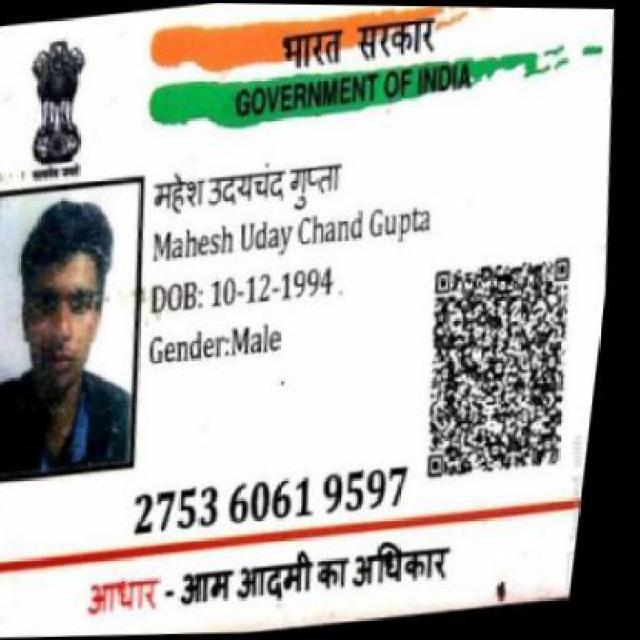 भारत सरकार
GOVERNMENT OF INDIA
महेश उदयचंद गुप्ता
Mahesh Uday Chand Gupta
DOB: 10-12-1994
Gender:Male
2753 6061 9597
आधार - आम आदमी का अधिकार